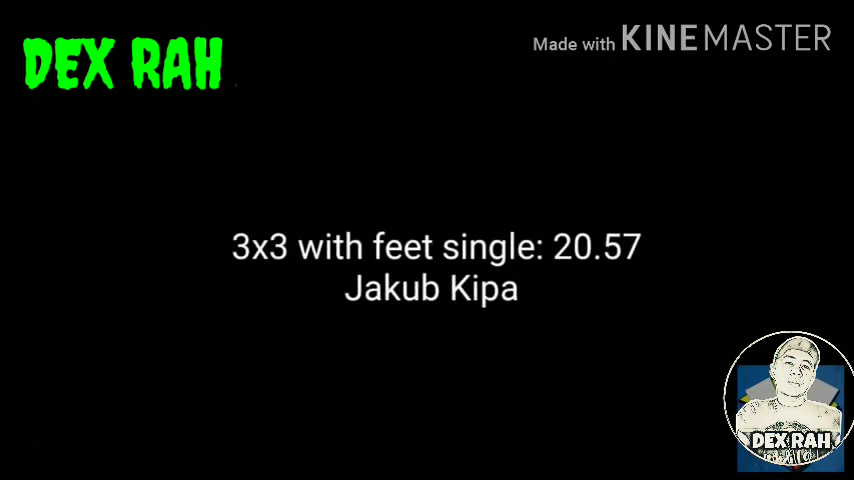 DEX RAH
Made with KINEMASTER
3x3 with feet single: 20.57
Jakub Kipa
DEX RAH